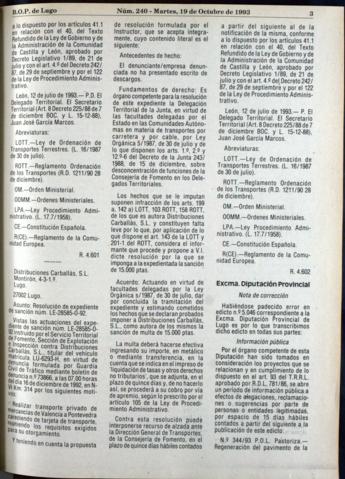 B.O.P. de Lugo
Núm. 240 - Martes, 19 de Octubre de 1993
3
a lo dispuesto por los artículos 41.1
en relación con el 40, del Texto
Refundido de la Ley de Gobierno y de
la Administración de la Comunidad
de Castilla y León, aprobado por
Decreto Legislativo 1/89, de 21 de
julio y con el art. 4.º del Decreto 242/
87, de 29 de septiembre y por el 122
de la Ley de Procedimiento Adminis-
trativo.
León, 12 de julio de 1993.— P.D. El
Delegado Territorial. El Secretario
Territorial (Art. 8 Decreto 225/88 de 7
de diciembre BOC. y L. 15-12-88).
Juan José García Marcos.
Abreviaturas:
LOTT.—Ley de Ordenación de
Transportes Terrestres. (L. 16/1987
de 30 de julio).
ROTT.—Reglamento Ordenación
de los Transportes (R.D. 1211/90 28
de diciembre).
OM.—Orden Ministerial.
OOMM.—Ordenes Ministeriales.
LPA.—Ley Procedimiento Admi-
nistrativo. (L. 17.7/1958).
CE.—Constitución Española.
R(CE).—Reglamento de la Comu-
nidad Europea.
R. 4.601
Distribuciones Carballás, S.L.
Montirón, 4-3-1.º
Lugo.
27002 Lugo.
Asunto: Resolución de expediente
de sanción num. LE-28585-O-92.
Vistas las actuaciones del expe-
diente de sanción num. LE-28585-O-
92 instruido por el Servicio Territorial
de Fomento, Sección de Explotación
e Inspección contra Distribuciones
Carballás, S.L., titular del vehículo
matrícula LU-6293-H, en virtud de
denuncia formulada por Guardia
Civil de Tráfico mediante boletín de
denuncia n.º 73266, a las 07.00 horas
del día 16 de diciembre de 1992, en N-
VI Km. 314 por los siguientes moti-
vos:
Realizar transporte privado de
mercancías de Valencia a Pontevedra
careciendo de tarjeta de transporte,
reuniendo los requisitos exigidos
para su otorgamiento.
Y teniendo en cuenta la propuesta
de resolución formulada por el
Instructor, que se acepta íntegra-
mente, cuyo contenido literal es el
siguiente:
Antecedentes de hecho:
El denunciante/empresa denun-
ciada no ha presentado escrito de
descargos.
Fundamentos de derecho: Es
órgano competente para la resolución
de este expediente la Delegación
Territorial de la Junta, en virtud de
las facultades delegadas por el
Estado en las Comunidades Autóno-
mas en materia de transportes por
carretera y por cable, por Ley
Orgánica 5/1987, de 30 de julio y de
lo que disponen los arts. 1.º, 2.º y
12.º-6 del Decreto de la Junta 243/
1988, de 15 de diciembre, sobre
desconcentración de funciones de la
Consejería de Fomento en los Dele-
gados Territoriales.
Los hechos que se le imputan
suponen infracción de los arts. 199
a, 142 a) LOTT, 103 ROTT, 158 ROTT,
de los que es autora Distribuciones
Carballás, S.L. y constituyen falta
leve por lo que, por aplicación de lo
que dispone el art. 143 de la LOTT y
201-1 del ROTT, considera el infor-
mante que procede y propone a V.I.
dicte resolución por la que se
imponga a la expedientada la sanción
de 15.000 ptas.
Acuerdo: Actuando en virtud de
facultades delegadas por la Ley
Orgánica s/1987, de 30 de julio, dar
por conclusa la tramitación del
expediente y estimando cometidos
los hechos que se declaran probados
imponer a Distribuciones Carballás,
S.L., como autora de los mismos la
sanción de multa de 15.000 ptas.
La multa deberá hacerse efectiva
ingresando su importe, en metálico
o mediante transferencia, en la
cuenta que se indica en el impreso de
"Liquidación de tasas y otros derechos
no tributarios", que se adjunta, en el
plazo de quince días y, de no hacerlo
así, se procederá a su cobro por vía
de apremio, según lo prescrito por el
artículo 105 de la Ley de Procedi-
miento Administrativo.
Contra esta resolución puede
interponerse recurso de alzada ante
la Dirección General de Transportes,
de la Consejería de Fomento, en el
plazo de quince días hábiles contados
a partir del siguiente al de la
notificación de la misma, conforme
a lo dispuesto por los artículos 41.1
en relación con el 40, del Texto
Refundido de la Ley de Gobierno y de
la Administración de la Comunidad
de Castilla y León, aprobado por
Decreto Legislativo 1/89, de 21 de
julio y con el art. 4.º del Decreto 242/
87, de 29 de septiembre y por el 122
de la Ley de Procedimiento Adminis-
trativo.
León, 12 de julio de 1993.— P. D. El
Delegado Territorial. El Secretario
Territorial (Art. 8 Decreto 225/88 de 7
de diciembre BOC. y L. 15-12-88).
Juan José García Marcos.
Abreviaturas:
LOTT.—Ley de Ordenación de
Transportes Terrestres. (L. 16/1987
de 30 de julio).
ROTT.—Reglamento Ordenación
de los Transportes (R.D. 1211/90 28
de diciembre).
OM.—Orden Ministerial.
OOMM.—Ordenes Ministeriales.
LPA.—Ley Procedimiento Admi-
nistrativo. (L. 17.7/1958).
CE.—Constitución Española.
R(CE).—Reglamento de la Comu-
nidad Europea.
R. 4.602
Excma. Diputación Provincial
Nota de corrección
Habiéndose padecido error en
edicto n.º 5.046 correspondiente a la
Excma. Diputación Provincial de
Lugo es por lo que transcribimos
dicho edicto en todas sus partes:
Información pública
Por el órgano competente de esta
Diputación han sido tomados en
consideración los proyectos que se
relacionan y en cumplimiento de lo
dispuesto en el art. 93 del T.R.R.L.
aprobado por R.D.L. 781/86, se abre
un período de información pública a
efectos de alegaciones, reclamacio-
nes o sugerencias por parte de
personas o entidades legitimadas,
por espacio de 15 días hábiles
contados a partir del siguiente a la
publicación de este edicto.
N.º 344/93. P.O.L. Pastoriza.—
Regeneración del pavimento de la